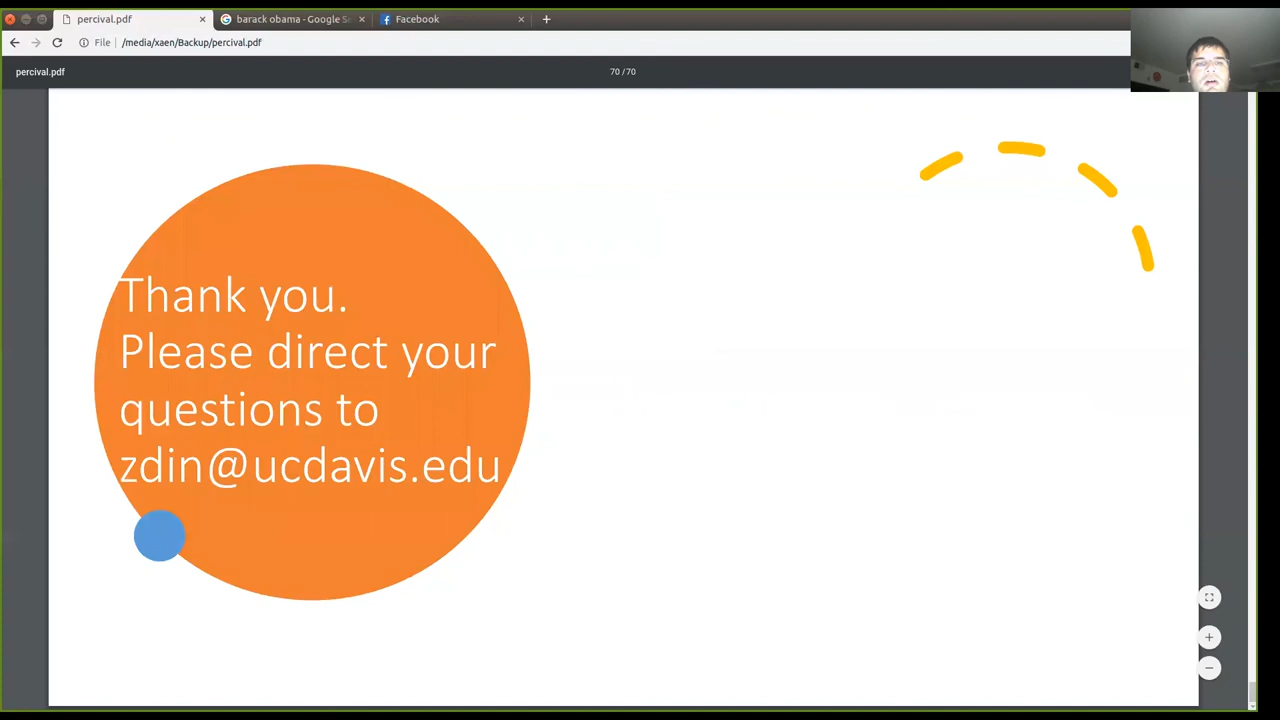 percival.pdf
barack obama - Google Se
Facebook
File
/media/xaen/Backup/percival.pdf
percival.pdf
70 / 70
Thank you.
Please direct your
questions to
zdin@ucdavis.edu